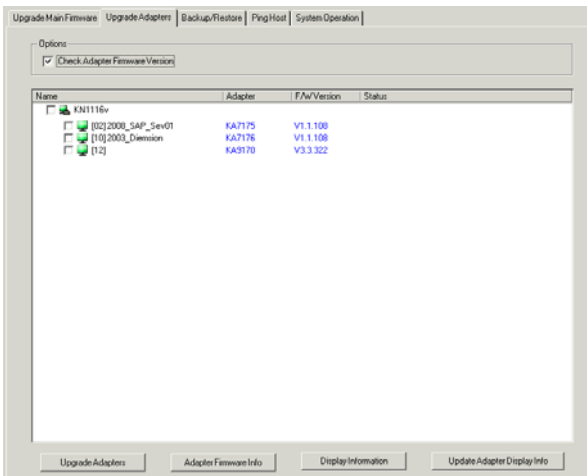 Upgrade Main Firmware Upgrade Adapters Backup/Restore Ping Host System Operation
Options
Check Adapter Firmware Version
Name Adapter F/W Version Status
KN1116v
[02]2008_SAP_Sev01 KA7175 V1.1.108
[10]2003_Diemsion KA7176 V1.1.108
[12] KA9170 V3.3.322
Upgrade Adapters Adapter Firmware Info Display Information Update Adapter Display Info